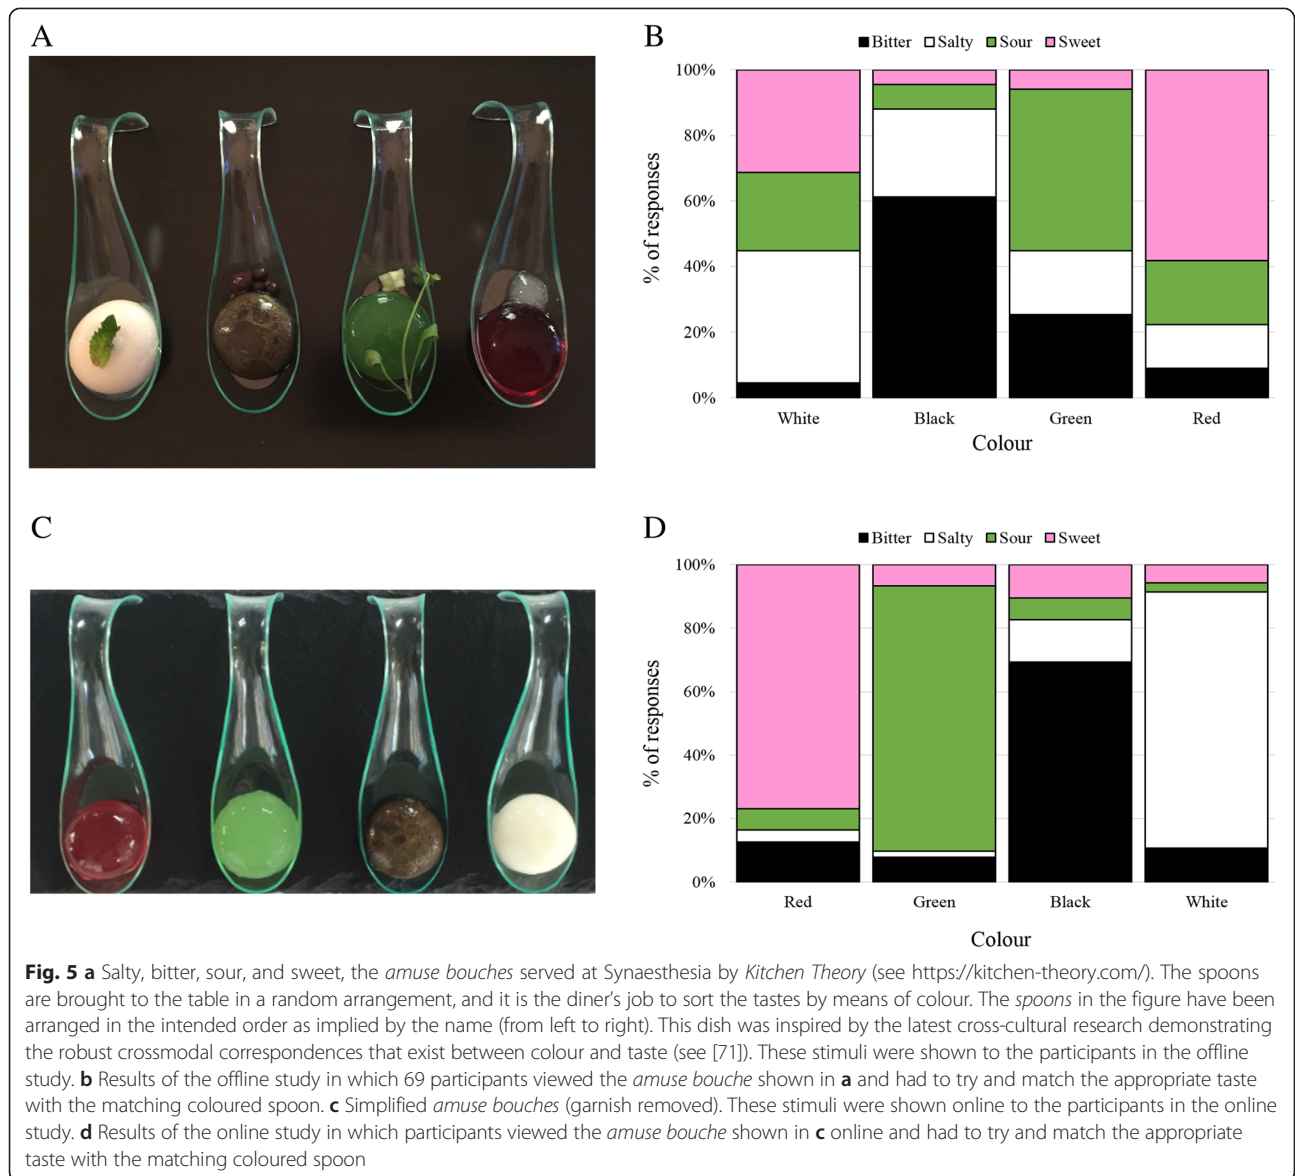 A
B
Bitter Salty Sour Sweet
100%
80%
60%
40%
20%
0%
% of responses
White Black Green Red
Colour
C
D
Bitter Salty Sour Sweet
100%
80%
60%
40%
20%
0%
% of responses
Red Green Black White
Colour
Fig. 5 a Salty, bitter, sour, and sweet, the amuse bouches served at Synaesthesia by Kitchen Theory (see https://kitchen-theory.com/). The spoons
are brought to the table in a random arrangement, and it is the diner's job to sort the tastes by means of colour. The spoons in the figure have been
arranged in the intended order as implied by the name (from left to right). This dish was inspired by the latest cross-cultural research demonstrating
the robust crossmodal correspondences that exist between colour and taste (see [71]). These stimuli were shown to the participants in the offline
study. b Results of the offline study in which 69 participants viewed the amuse bouche shown in a and had to try and match the appropriate taste
with the matching coloured spoon. c Simplified amuse bouches (garnish removed). These stimuli were shown online to the participants in the online
study. d Results of the online study in which participants viewed the amuse bouche shown in c online and had to try and match the appropriate
taste with the matching coloured spoon